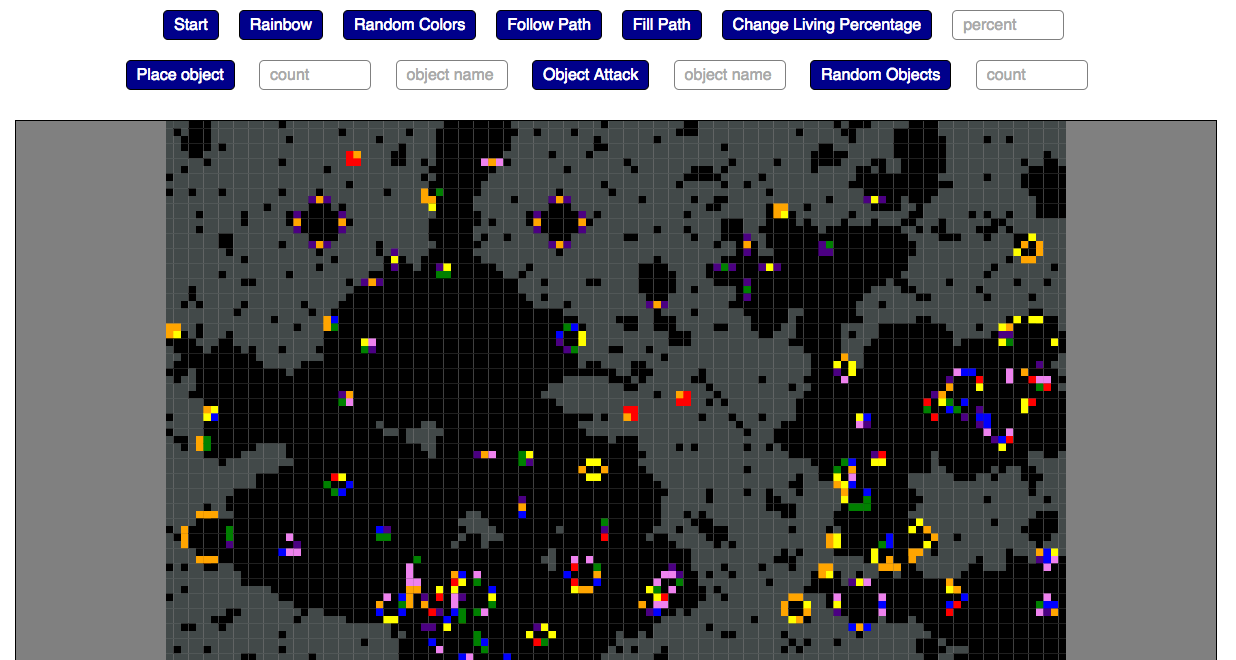 Start Rainbow Random Colors Follow Path Fill Path Change Living Percentage percent
Place object count object name Object Attack object name Random Objects count